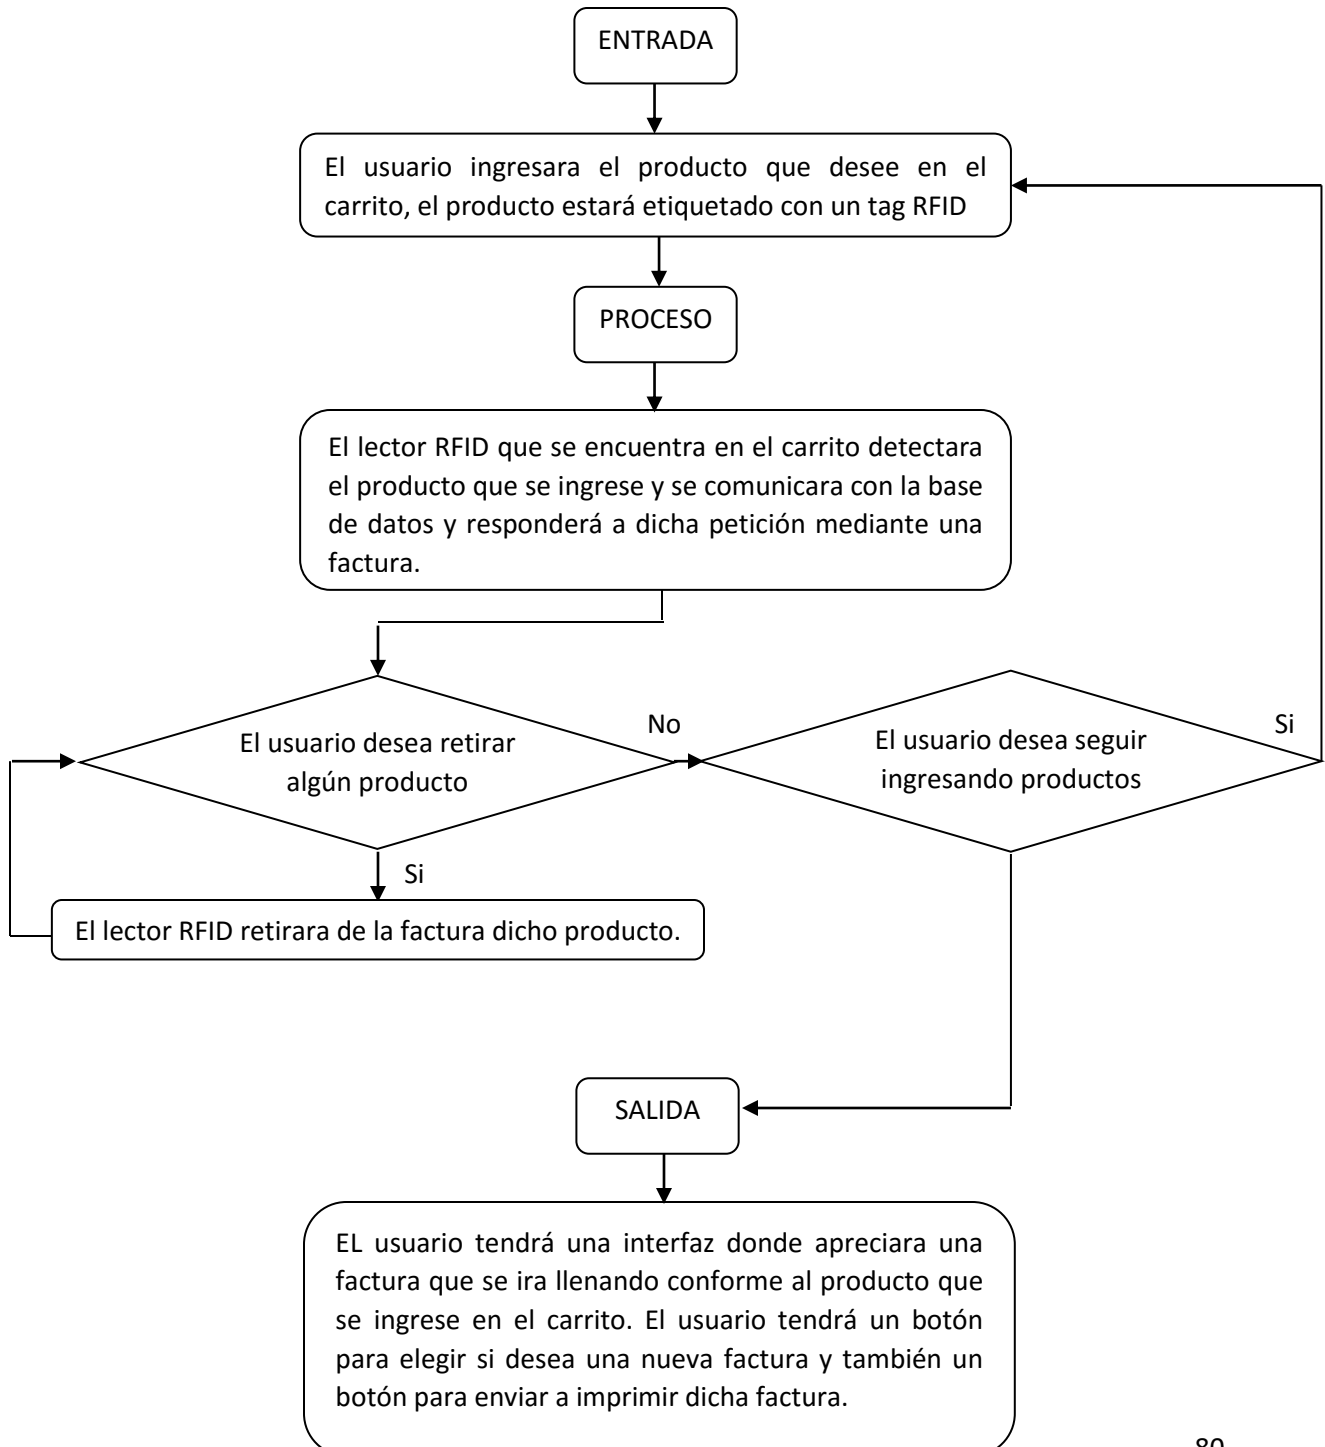 ENTRADA
El usuario ingresara el producto que desee en el
carrito, el producto estará etiquetado con un tag RFID
PROCESO
El lector RFID que se encuentra en el carrito detectara
el producto que se ingrese y se comunicara con la base
de datos y responderá a dicha petición mediante una
factura.
El usuario desea retirar
algún producto
No
El usuario desea seguir
ingresando productos
Si
Si
El lector RFID retirara de la factura dicho producto.
SALIDA
EL usuario tendrá una interfaz donde apreciara una
factura que se ira llenando conforme al producto que
se ingrese en el carrito. El usuario tendrá un botón
para elegir si desea una nueva factura y también un
botón para enviar a imprimir dicha factura.